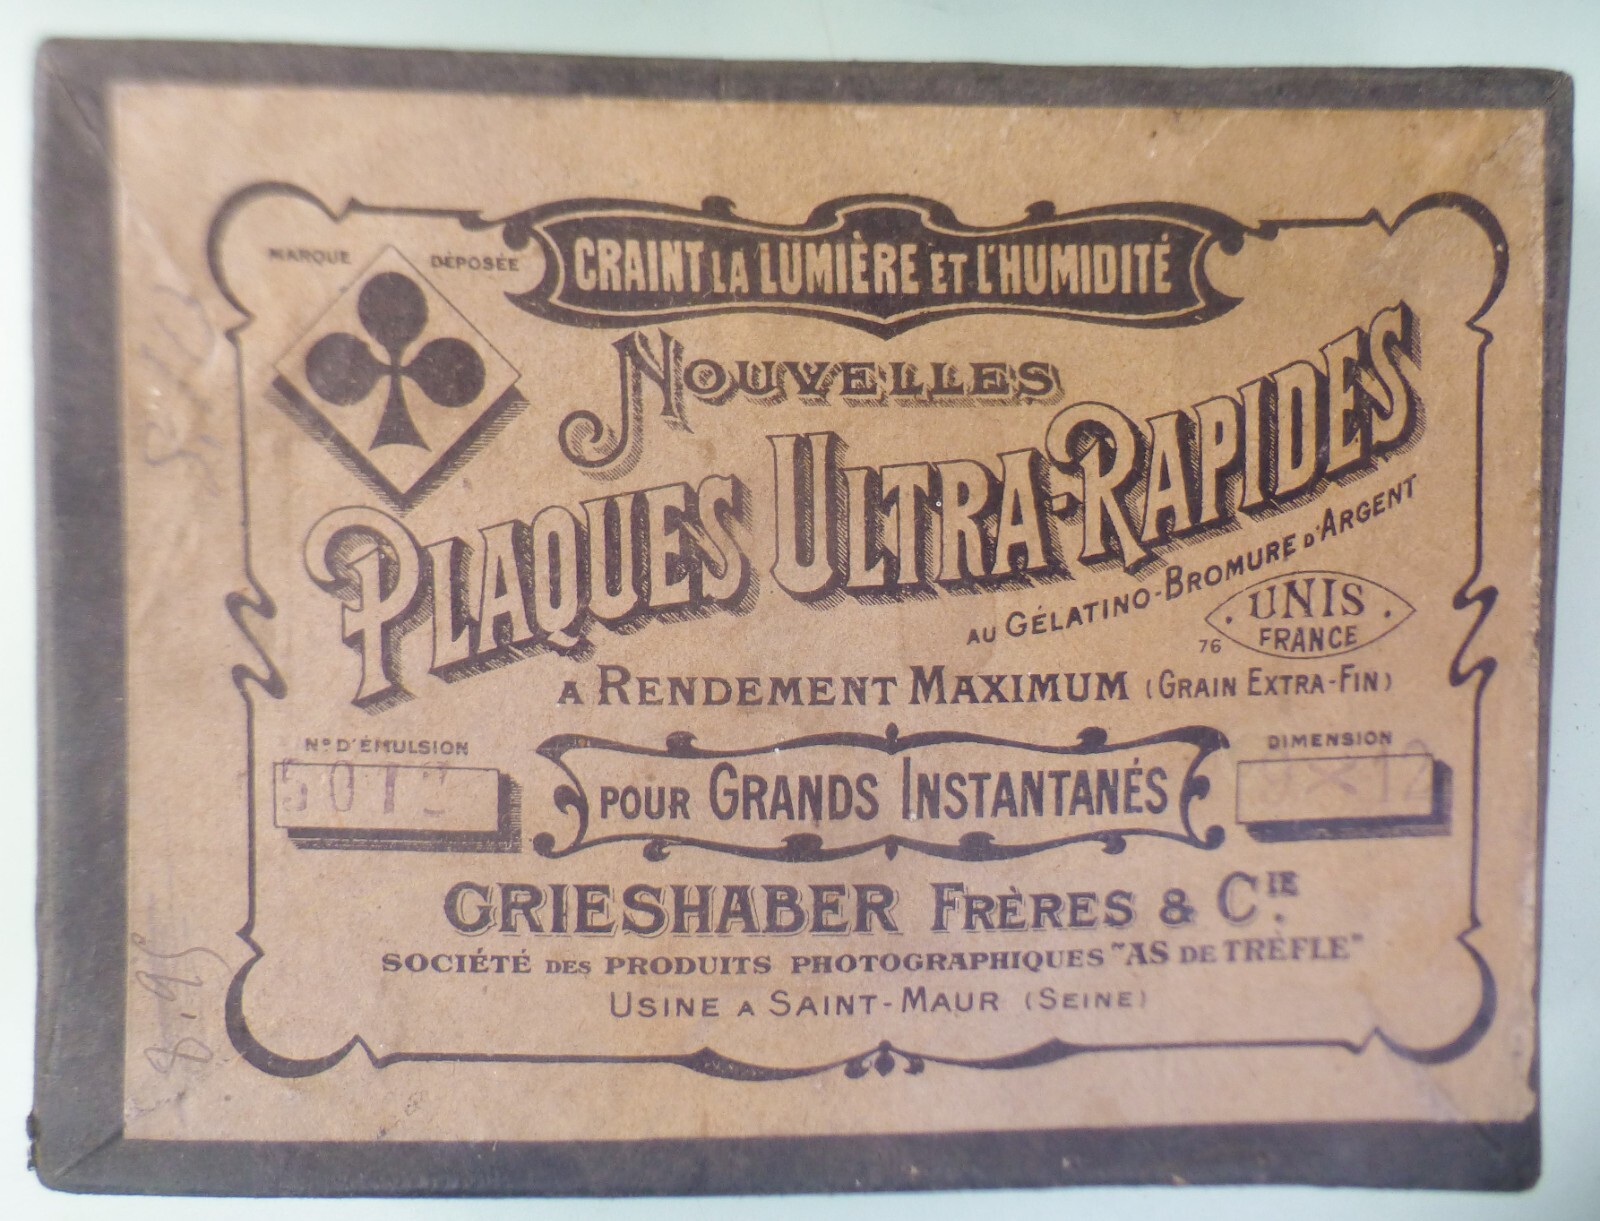 CRAINT LA LUMIÈRE ET L'HUMIDITÉ
MARQUE DÉPOSÉE
NOUVELLES
PLAQUES ULTRA-RAPIDES
AU GÉLATINO-BROMURE D'ARGENT
76 UNIS
FRANCE
A RENDEMENT MAXIMUM (GRAIN EXTRA-FIN)
No D'ÉMULSION
POUR GRANDS INSTANTANÉS
DIMENSION
9×12
GRIESHABER FRÈRES & CIE
SOCIÉTÉ DES PRODUITS PHOTOGRAPHIQUES "AS DE TRÈFLE"
USINE A SAINT-MAUR (SEINE)
8.95